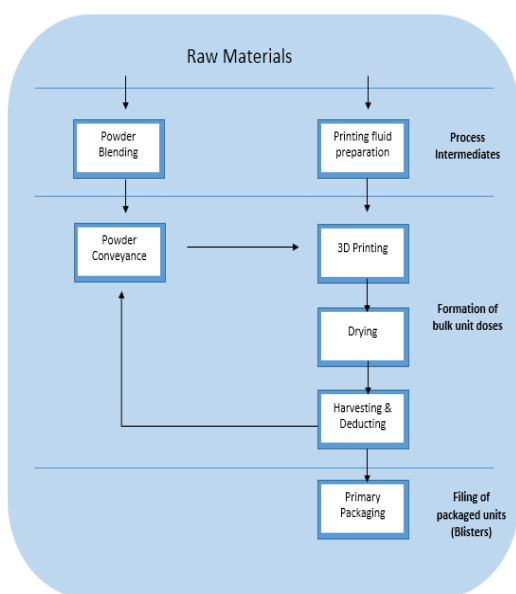 Raw Materials
Powder
Blending
Printing fluid
preparation
Process
Intermediates
Powder
Conveyance
3D Printing
Drying
Formation of
bulk unit doses
Harvesting &
Deducting
Primary
Packaging
Filing of
packaged units
(Blisters)